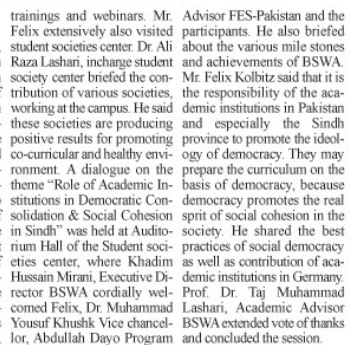 trainings and webinars. Mr.
Felix extensively also visited
student societies center. Dr. Ali
Raza Lashari, incharge student
society center briefed the con-
tribution of various societies,
working at the campus. He said
these societies are producing
positive results for promoting
co-curricular and healthy envi-
ronment. A dialogue on the
theme “Role of Academic In-
stitutions in Democratic Con-
solidation & Social Cohesion
in Sindh” was held at Audito-
rium Hall of the Student soci-
eties center, where Khadim
Hussain Mirani, Executive Di-
rector BSWA cordially wel-
comed Felix, Dr. Muhammad
Yousuf Khushk Vice chancel-
lor, Abdullah Dayo Program
Advisor FES-Pakistan and the
participants. He also briefed
about the various mile stones
and achievements of BSWA.
Mr. Felix Kolbitz said that it is
the responsibility of the aca-
demic institutions in Pakistan
and especially the Sindh
province to promote the ideol-
ogy of democracy. They may
prepare the curriculum on the
basis of democracy, because
democracy promotes the real
sprit of social cohesion in the
society. He shared the best
practices of social democracy
as well as contribution of aca-
demic institutions in Germany.
Prof. Dr. Taj Muhammad
Lashari, Academic Advisor
BSWA extended vote of thanks
and concluded the session.